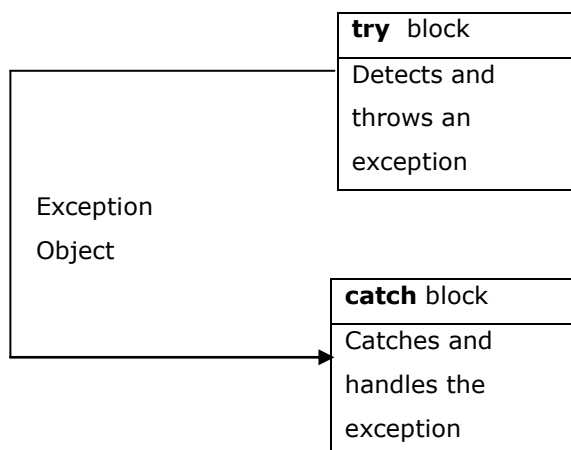 try block
Detects and
throws an
exception
Exception
Object
catch block
Catches and
handles the
exception